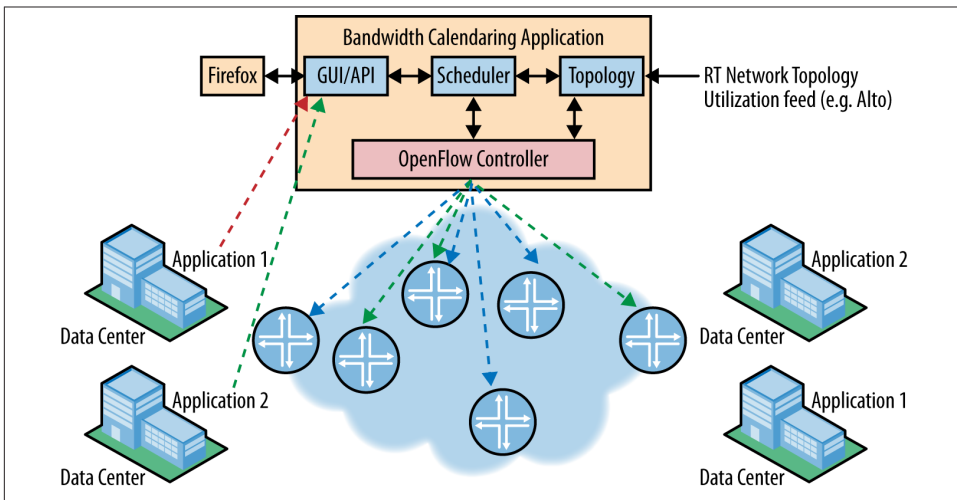 Bandwidth Calendaring Application
Firefox
GUI/API
Scheduler
Topology
RT Network Topology
Utilization feed (e.g. Alto)
OpenFlow Controller
Application 1
Data Center
Application 2
Data Center
Application 2
Data Center
Application 1
Data Center